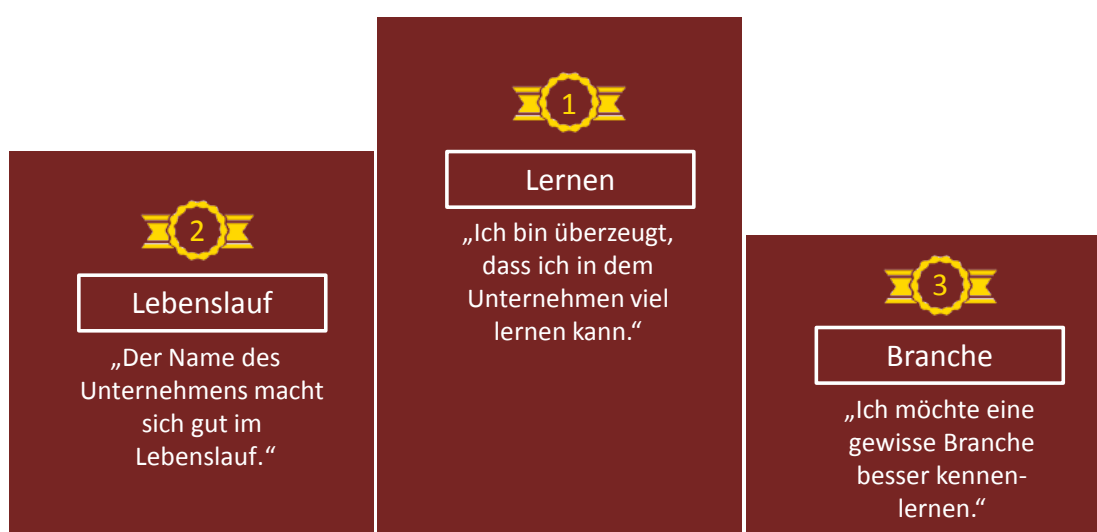 1
Lernen
„Ich bin überzeugt,
dass ich in dem
Unternehmen viel
lernen kann.“
2
Lebenslauf
„Der Name des
Unternehmens macht
sich gut im
Lebenslauf.“
3
Branche
„Ich möchte eine
gewisse Branche
besser kennen-
lernen.“